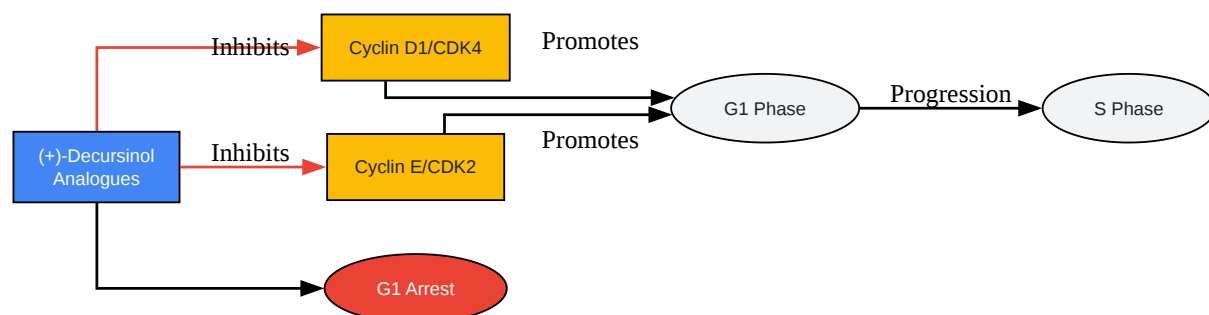 Inhibits
Cyclin D1/CDK4
Promotes
G1 Phase
Progression
S Phase
(+)-Decursinol
Analogues
Inhibits
Cyclin E/CDK2
Promotes
G1 Arrest